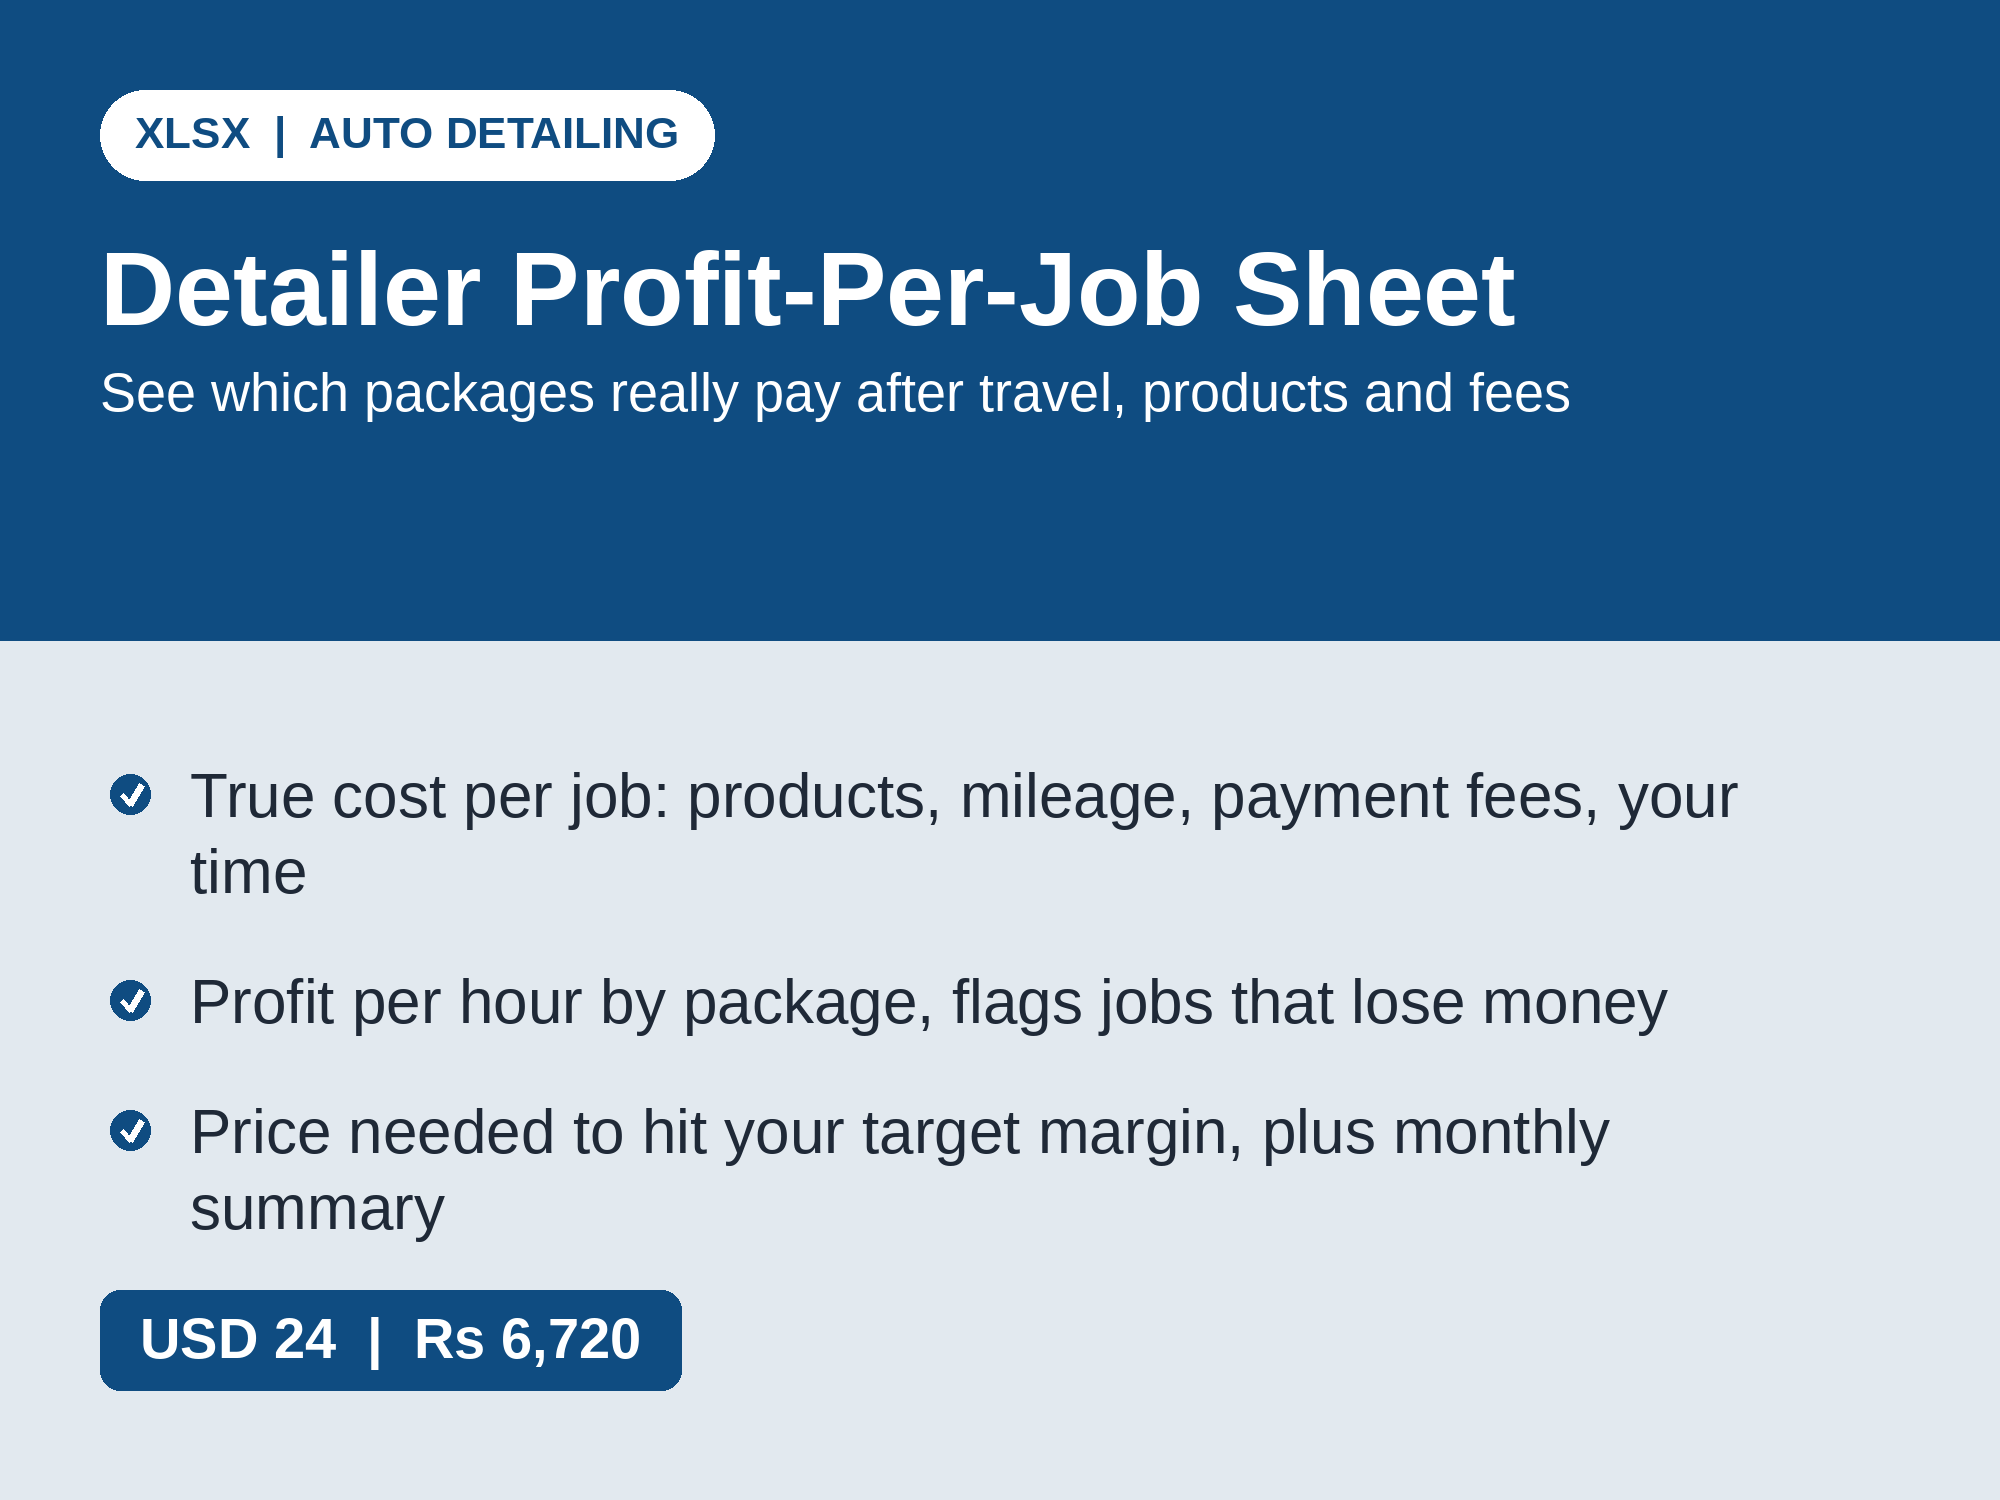 XLSX | AUTO DETAILING
Detailer Profit-Per-Job Sheet
See which packages really pay after travel, products and fees
True cost per job: products, mileage, payment fees, your
time
Profit per hour by package, flags jobs that lose money
Price needed to hit your target margin, plus monthly
summary
USD 24 | Rs 6,720